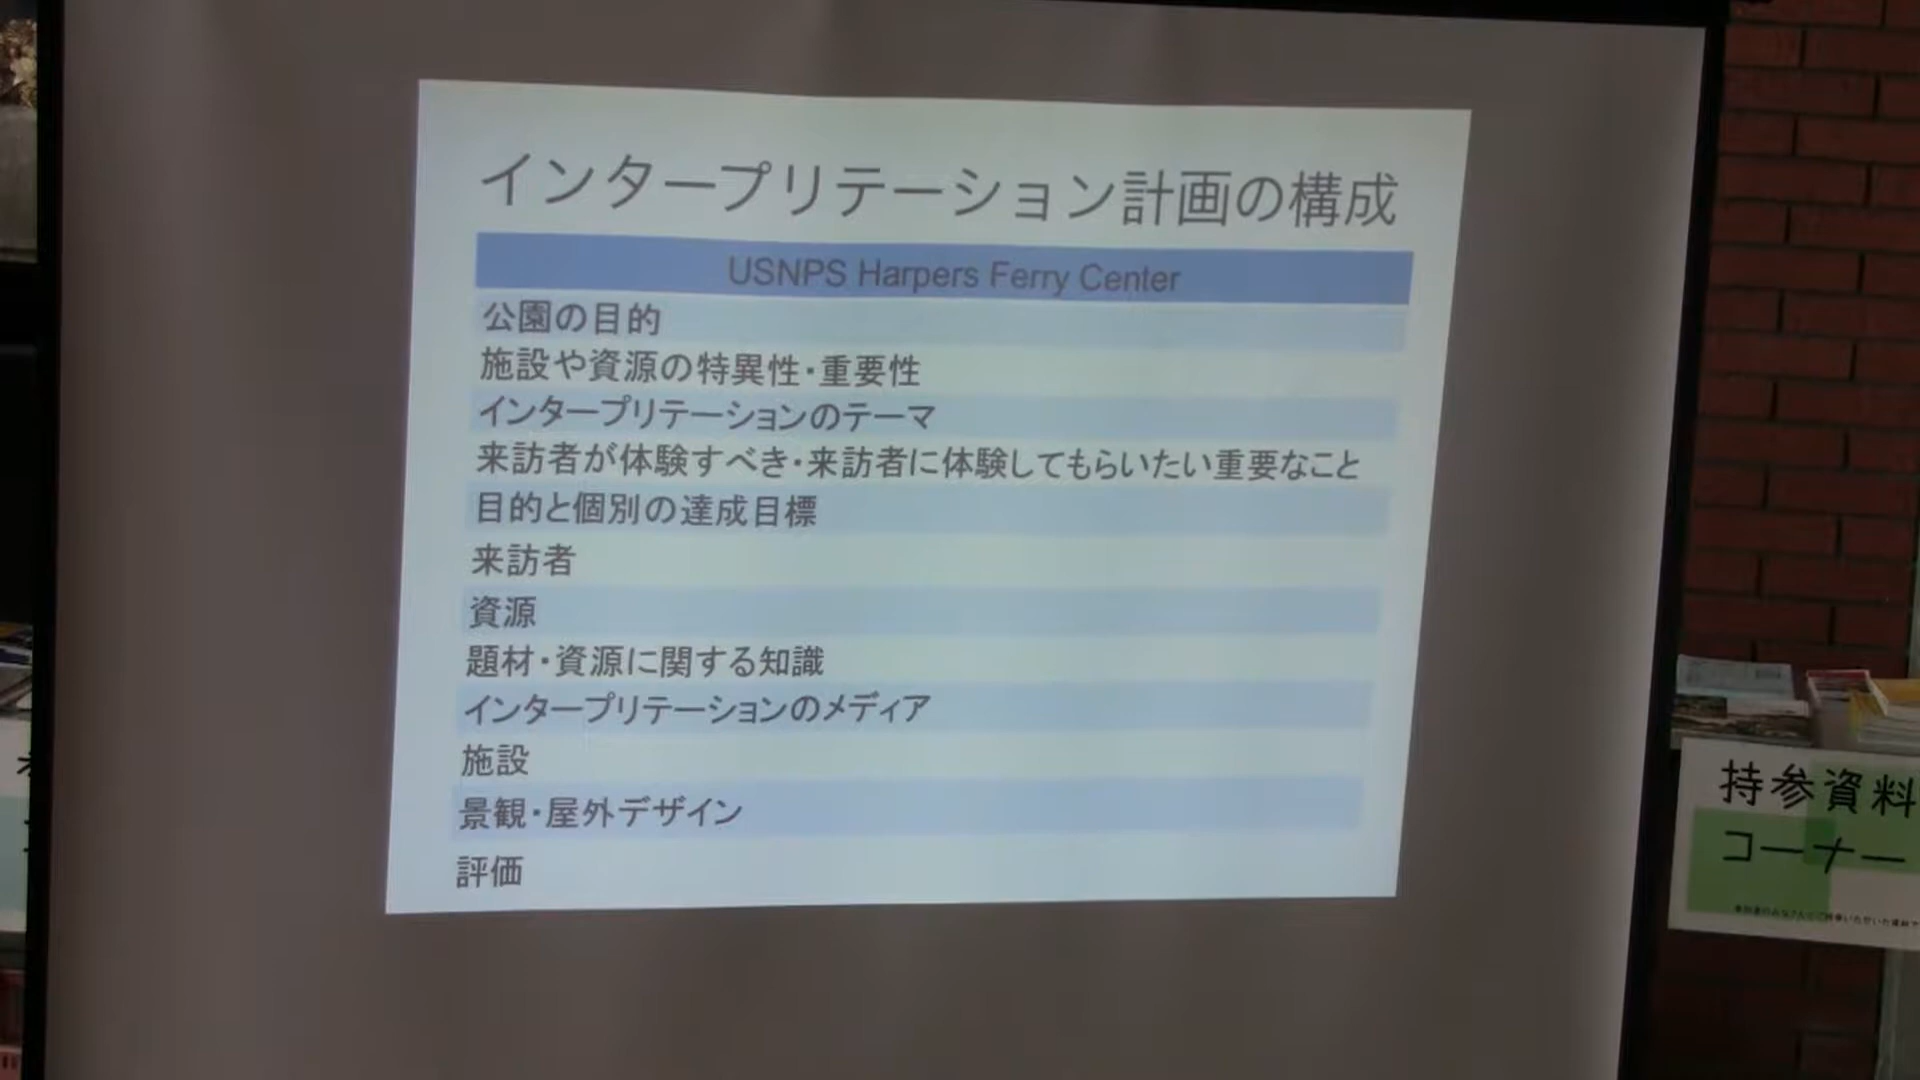 インタープリテーション計画の構成
USNPS Harpers Ferry Center
公園の目的
施設や資源の特異性・重要性
インタープリテーションのテーマ
来訪者が体験すべき・来訪者に体験してもらいたい重要なこと
目的と個別の達成目標
来訪者
資源
題材・資源に関する知識
インタープリテーションのメディア
施設
景観・屋外デザイン
評価
持参資料
コーナー